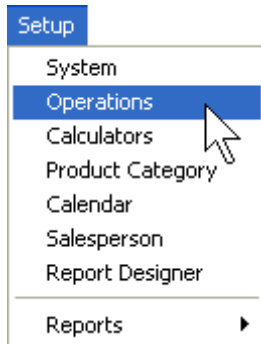 Setup
System
Operations
Calculators
Product Category
Calendar
Salesperson
Report Designer
Reports